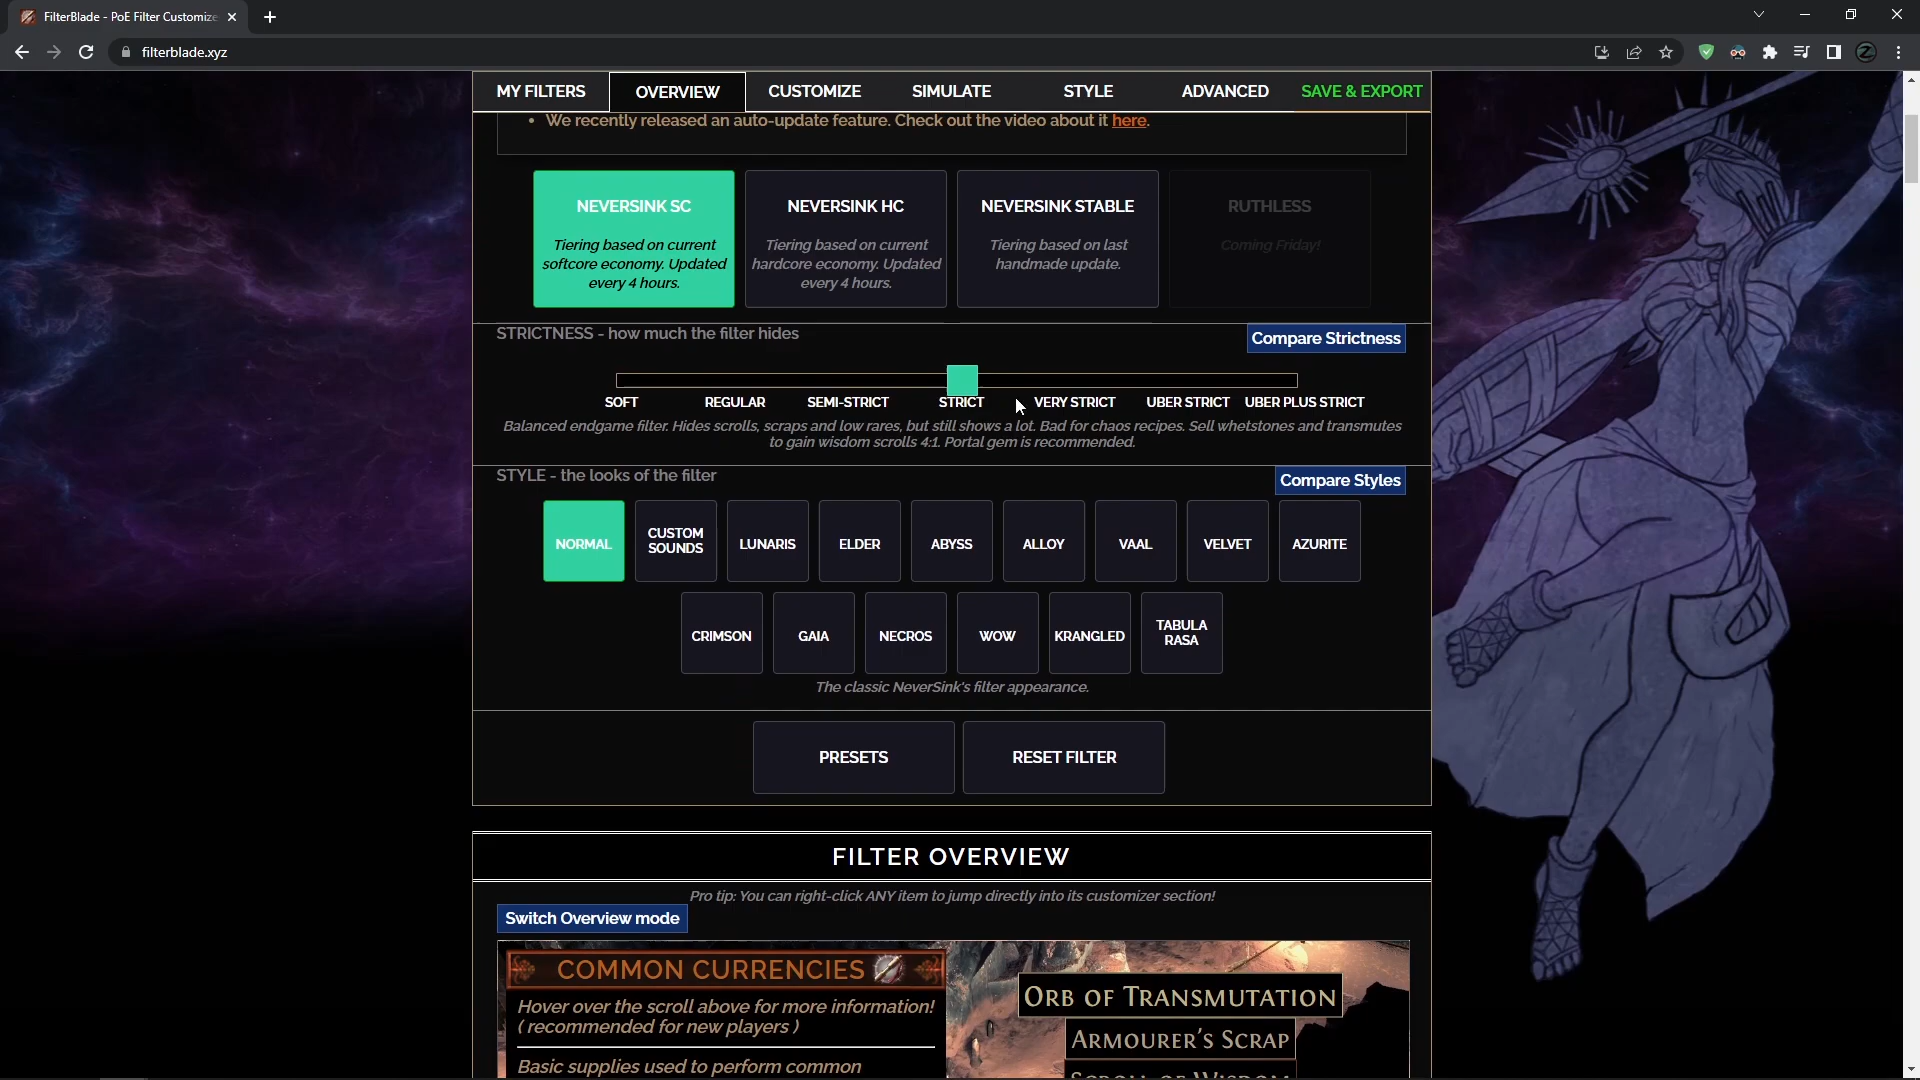 FilterBlade - PoE Filter Customize
filterblade.xyz
MY FILTERS
OVERVIEW
CUSTOMIZE
SIMULATE
STYLE
ADVANCED
SAVE & EXPORT
• We recently released an auto-update feature. Check out the video about it here.
NEVERSINK SC
Tiering based on current
softcore economy. Updated
every 4 hours.
NEVERSINK HC
Tiering based on current
hardcore economy. Updated
every 4 hours.
NEVERSINK STABLE
Tiering based on last
handmade update.
RUTHLESS
Coming Friday!
STRICTNESS - how much the filter hides
Compare Strictness
SOFT
REGULAR
SEMI-STRICT
STRICT
VERY STRICT
UBER STRICT
UBER PLUS STRICT
Balanced endgame filter. Hides scrolls, scraps and low rares, but still shows a lot. Bad for chaos recipes. Sell whetstones and transmutes
to gain wisdom scrolls 4:1. Portal gem is recommended.
STYLE - the looks of the filter
Compare Styles
NORMAL
CUSTOM
SOUNDS
LUNARIS
ELDER
ABYSS
ALLOY
VAAL
VELVET
AZURITE
CRIMSON
GAIA
NECROS
WOW
KRANGLED
TABULA
RASA
The classic NeverSink's filter appearance.
PRESETS
RESET FILTER
FILTER OVERVIEW
Pro tip: You can right-click ANY item to jump directly into its customizer section!
Switch Overview mode
COMMON CURRENCIES
Hover over the scroll above for more information!
( recommended for new players )
Basic supplies used to perform common
ORB OF TRANSMUTATION
ARMOURER'S SCRAP
SCROLL OF WISDOM